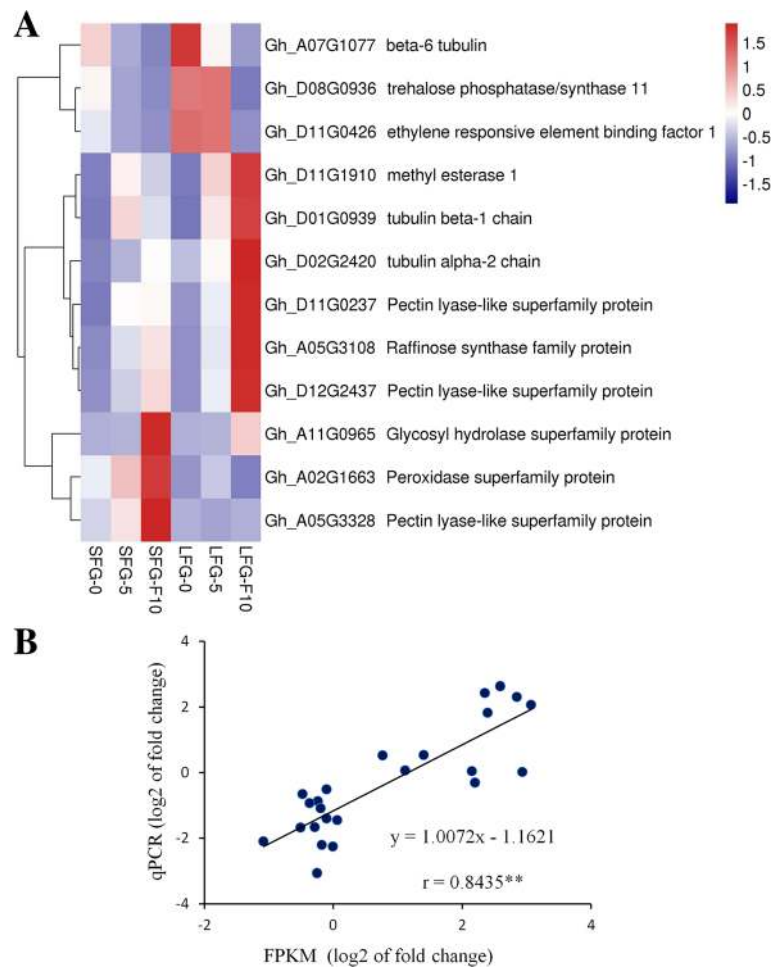 A
Gh_A07G1077 beta-6 tubulin
Gh_D08G0936 trehalose phosphatase/synthase 11
Gh_D11G0426 ethylene responsive element binding factor 1
Gh_D11G1910 methyl esterase 1
Gh_D01G0939 tubulin beta-1 chain
Gh_D02G2420 tubulin alpha-2 chain
Gh_D11G0237 Pectin lyase-like superfamily protein
Gh_A05G3108 Raffinose synthase family protein
Gh_D12G2437 Pectin lyase-like superfamily protein
Gh_A11G0965 Glycosyl hydrolase superfamily protein
Gh_A02G1663 Peroxidase superfamily protein
Gh_A05G3328 Pectin lyase-like superfamily protein
1.5
1
0.5
0
-0.5
-1
-1.5
SFG-0
SFG-5
SFG-F10
LFG-0
LFG-5
LFG-F10
B
qPCR (log2 of fold change)
4
2
0
-2
-4
y = 1.0072x - 1.1621
r = 0.8435**
-2
0
2
4
FPKM (log2 of fold change)